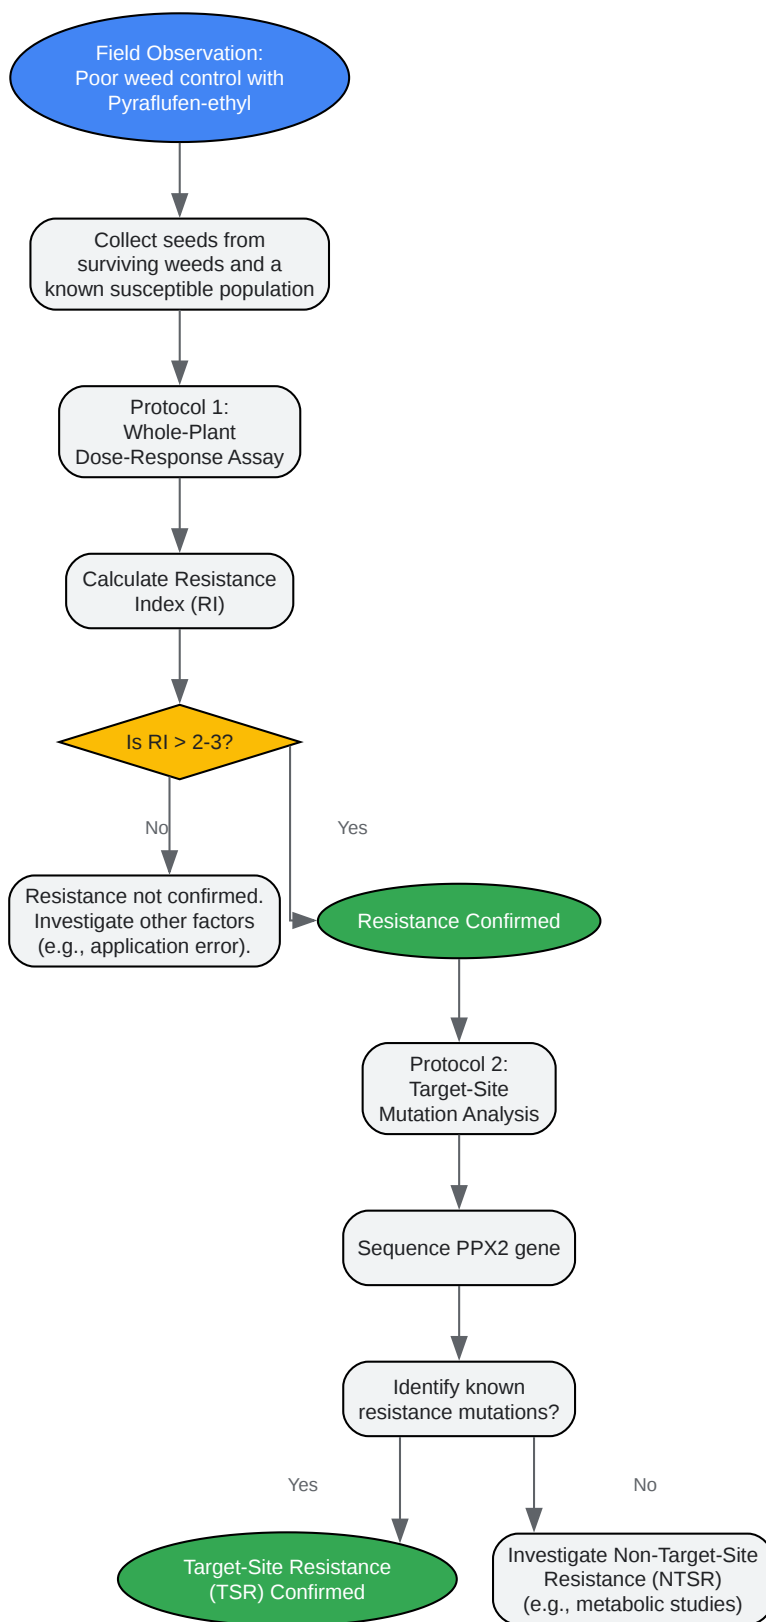 Field Observation:
Poor weed control with
Pyraflufen-ethyl
Collect seeds from
surviving weeds and a
known susceptible population
Protocol 1:
Whole-Plant
Dose-Response Assay
Calculate Resistance
Index (RI)
Is RI > 2-3?
No
Yes
Resistance not confirmed.
Investigate other factors
(e.g., application error).
Resistance Confirmed
Protocol 2:
Target-Site
Mutation Analysis
Sequence PPX2 gene
Identify known
resistance mutations?
Yes
No
Target-Site Resistance
(TSR) Confirmed
Investigate Non-Target-Site
Resistance (NTSR)
(e.g., metabolic studies)